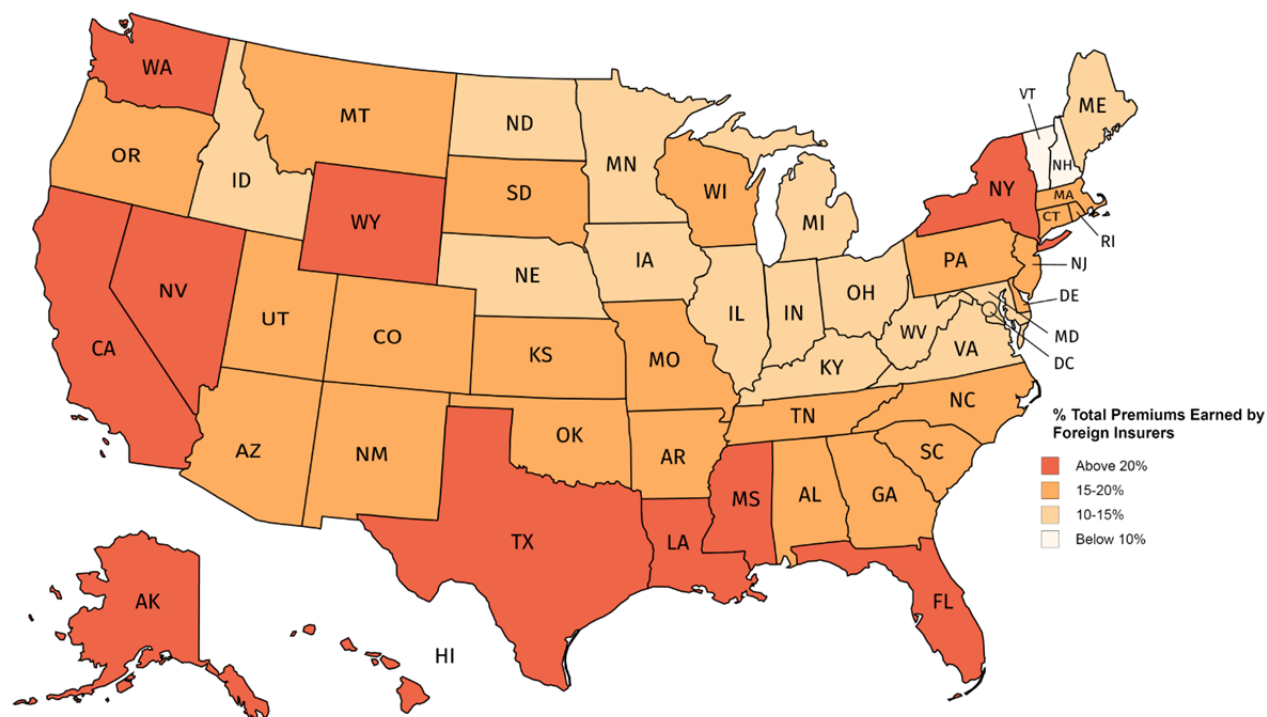 WA
MT
ND
OR
ID
MN
SD
WI
WY
MI
VT
ME
NH
NY
MA
CT
RI
NE
IA
PA
NJ
NV
UT
CO
IL
IN
OH
DE
WV
MD
DC
VA
CA
KS
MO
KY
NC
TN
AZ
NM
OK
AR
SC
MS
AL
GA
TX
LA
FL
AK
HI
% Total Premiums Earned by
Foreign Insurers
Above 20%
15-20%
10-15%
Below 10%